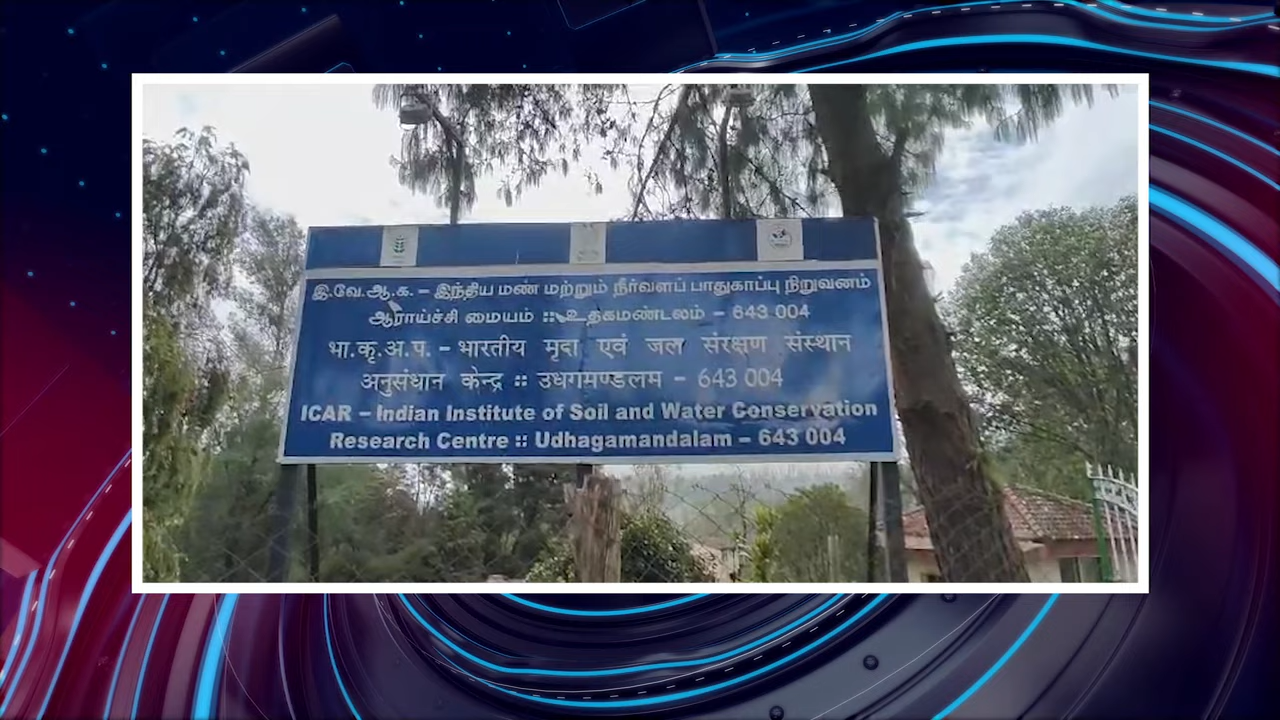 இ.வே.ஆ.க. – இந்திய மண் மற்றும் நீர்வளப் பாதுகாப்பு நிறுவனம்
ஆராய்ச்சி மையம் :: உதகமண்டலம் – 643 004
भा.कृ.अ.प. – भारतीय मृदा एवं जल संरक्षण संस्थान
अनुसंधान केन्द्र :: उधगमण्डलम – 643 004
ICAR – Indian Institute of Soil and Water Conservation
Research Centre :: Udhagamandalam – 643 004